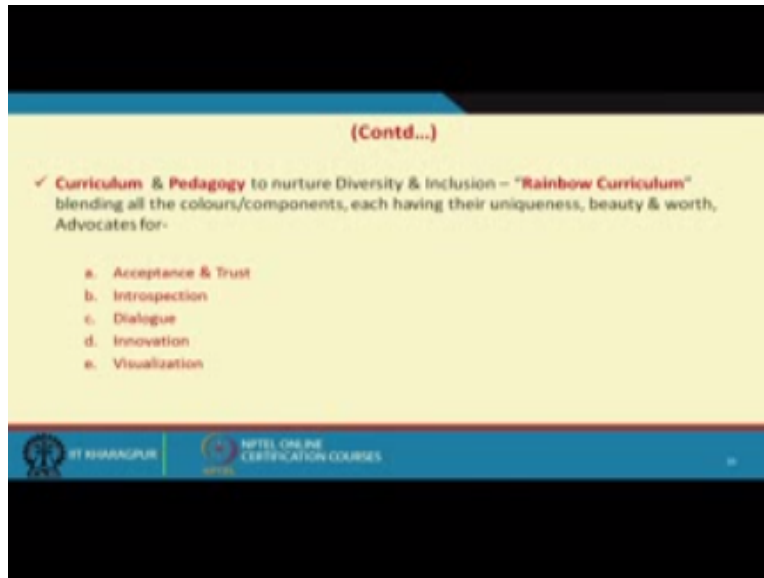 (Contd...)
✓ Curriculum & Pedagogy to nurture Diversity & Inclusion – "Rainbow Curriculum"
blending all the colours/components, each having their uniqueness, beauty & worth,
Advocates for-
a. Acceptance & Trust
b. Introspection
c. Dialogue
d. Innovation
e. Visualization
IIT KHARAGPUR
NPTEL ONLINE
CERTIFICATION COURSES
NPTEL